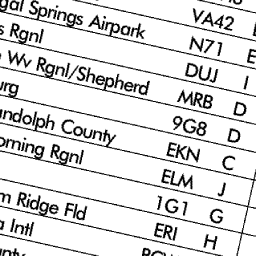 VA42
gal Springs Airpark N71 E
s Rgnl DUJ I
Wv Rgnl/Shepherd MRB D
urg 9G8 D
andolph County EKN C
orning Rgnl ELM J
1G1 G
m Ridge Fld ERI H
a Intl